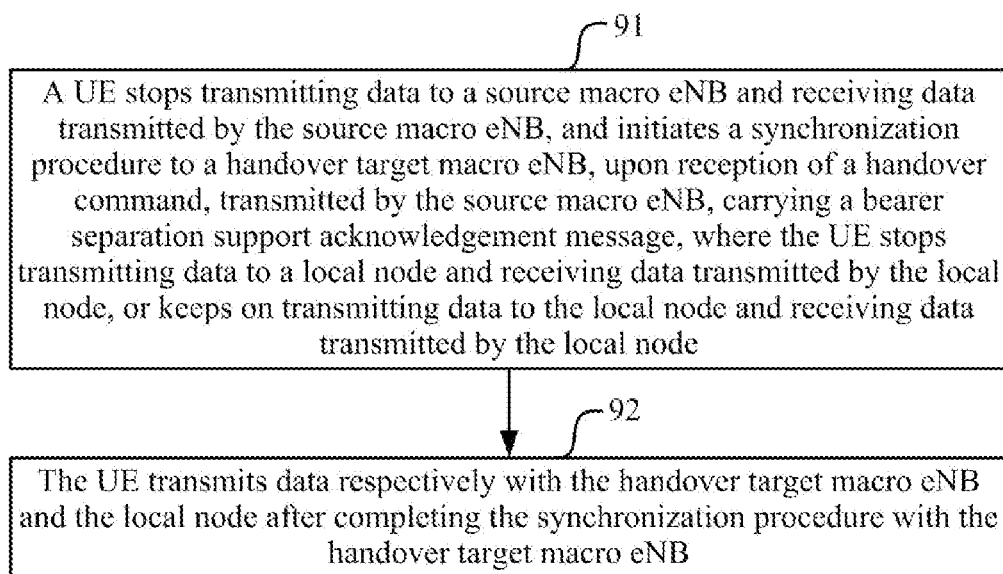 91
A UE stops transmitting data to a source macro eNB and receiving data
transmitted by the source macro eNB, and initiates a synchronization
procedure to a handover target macro eNB, upon reception of a handover
command, transmitted by the source macro eNB, carrying a bearer
separation support acknowledgement message, where the UE stops
transmitting data to a local node and receiving data transmitted by the local
node, or keeps on transmitting data to the local node and receiving data
transmitted by the local node
92
The UE transmits data respectively with the handover target macro eNB
and the local node after completing the synchronization procedure with the
handover target macro eNB